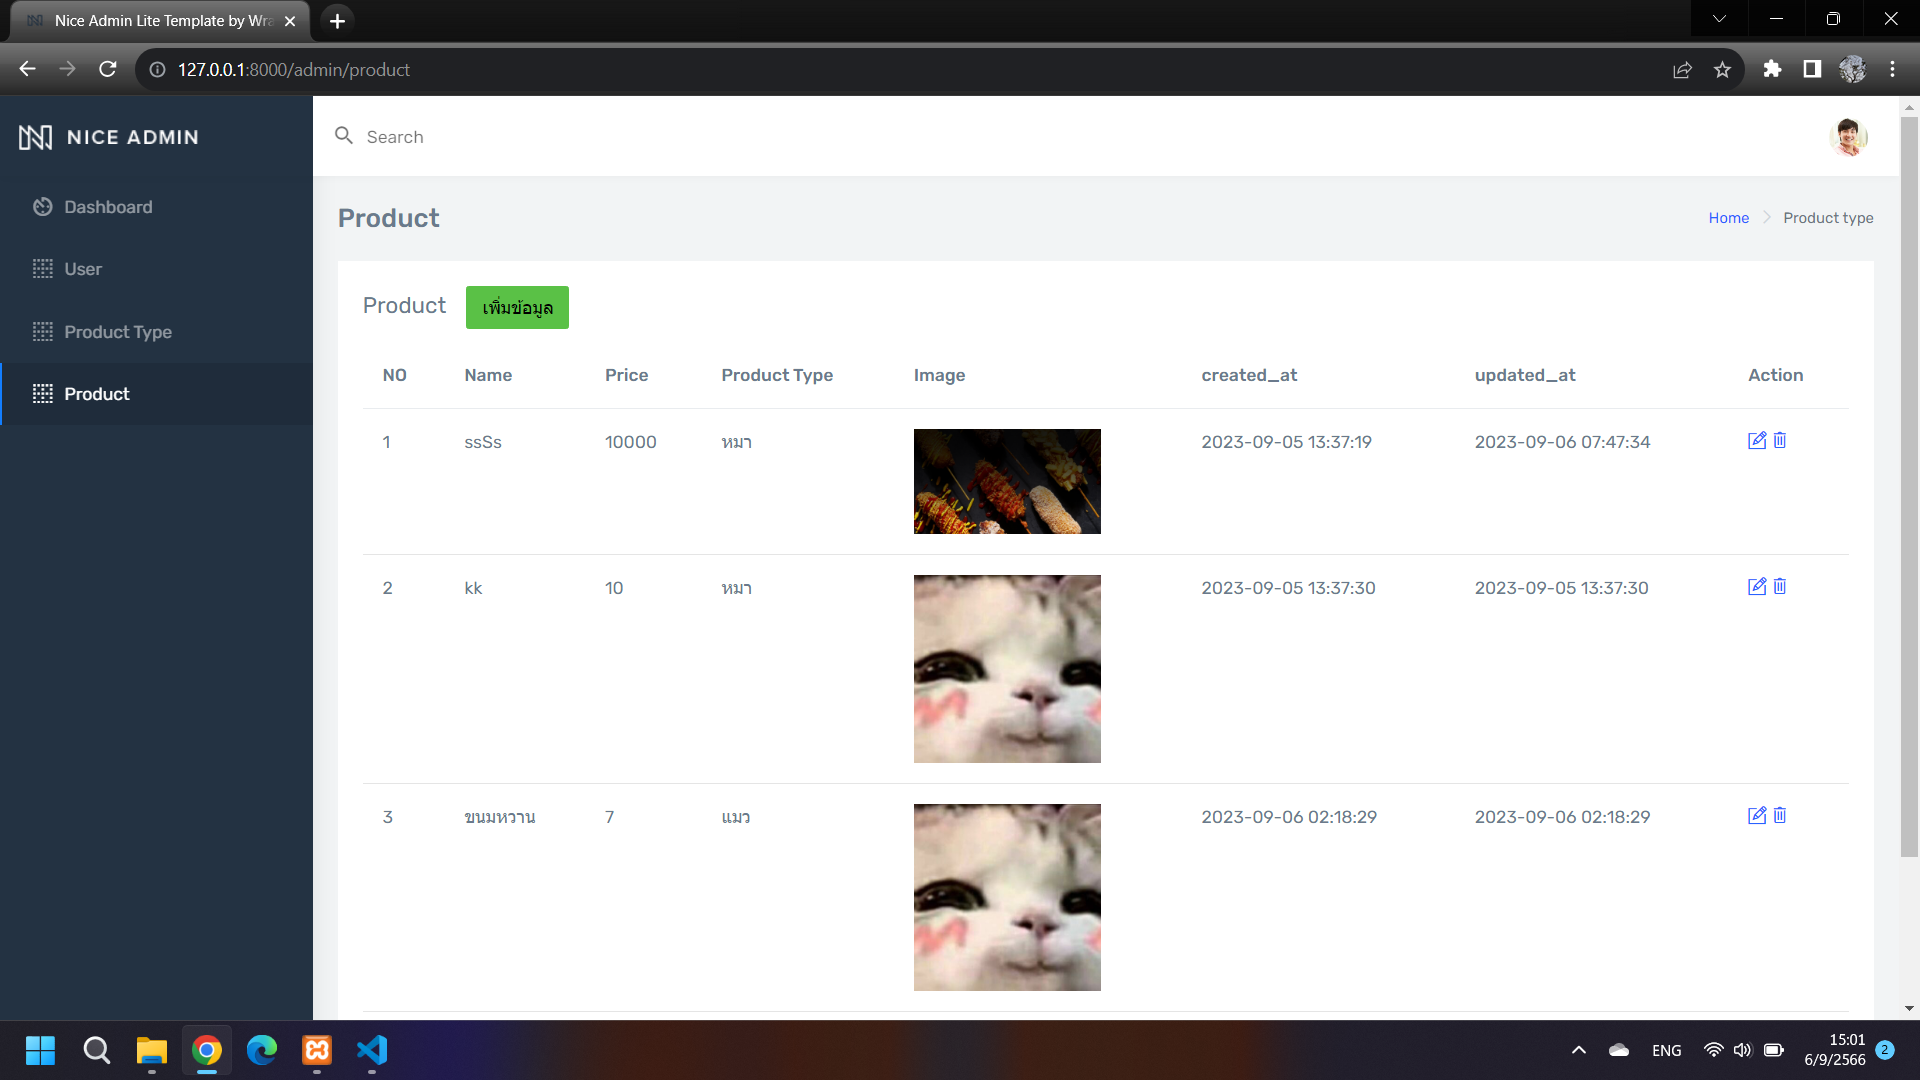 Nice Admin Lite Template by Wra
127.0.0.1:8000/admin/product
NICE ADMIN
Search
Dashboard
User
Product Type
Product
Product
Home > Product type
Product เพิ่มข้อมูล
NO Name Price Product Type Image created_at updated_at Action
1 ssSs 10000 หมา 2023-09-05 13:37:19 2023-09-06 07:47:34
2 kk 10 หมา 2023-09-05 13:37:30 2023-09-05 13:37:30
3 ขนมหวาน 7 แมว 2023-09-06 02:18:29 2023-09-06 02:18:29
ENG
15:01
6/9/2566
2